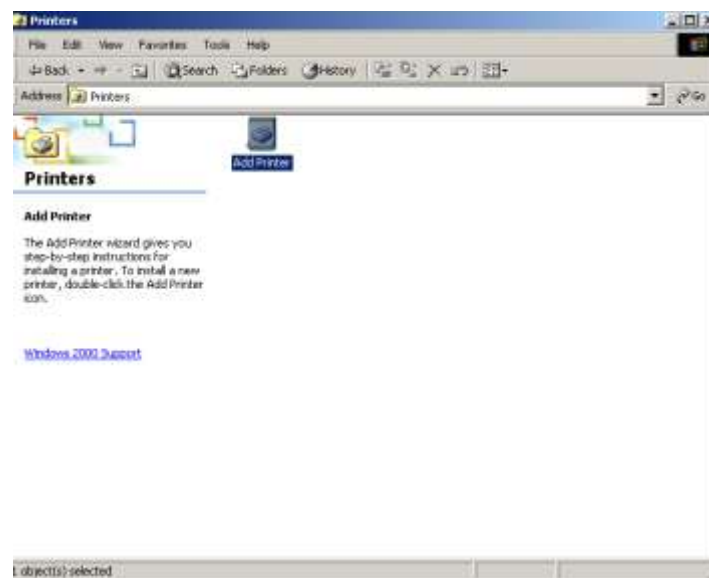 Printers
File Edit View Favorites Tools Help
Back Search Folders History
Address Printers Go
Add Printer
Printers
Add Printer
The Add Printer wizard gives you
step-by-step instructions for
installing a printer. To install a new
printer, double-click the Add Printer
icon.
Windows 2000 Support
1 object(s) selected